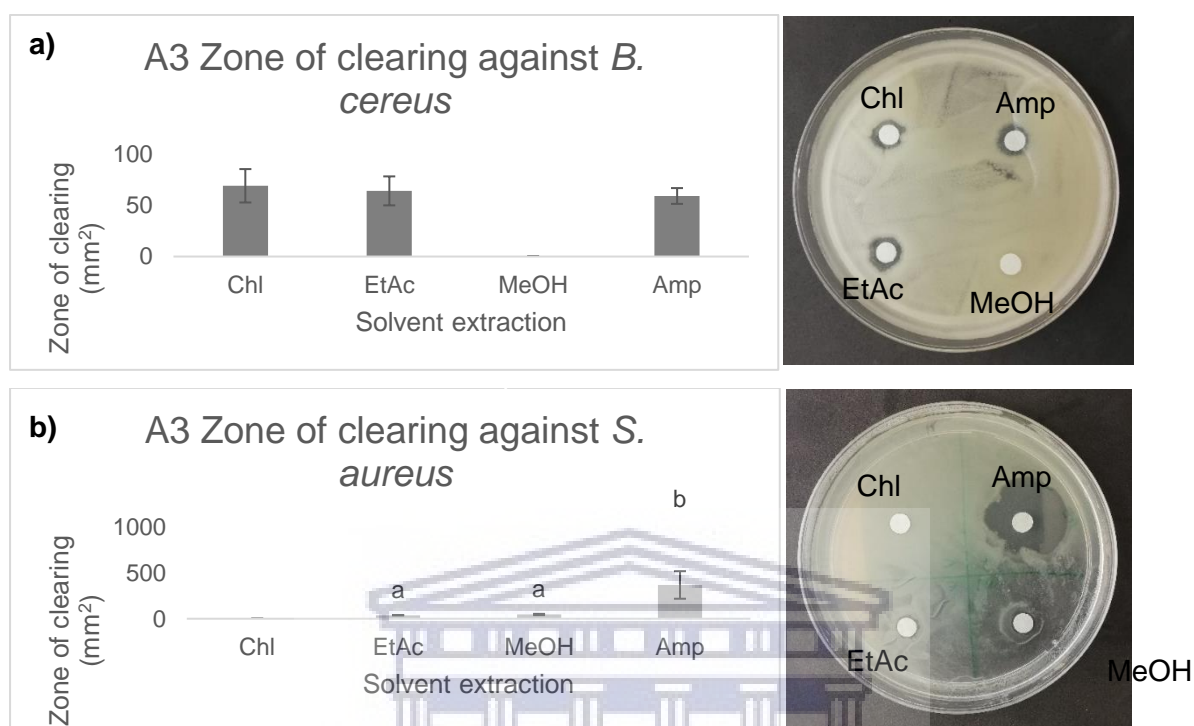 a)
A3 Zone of clearing against B.
cereus
Zone of clearing
(mm²)
100
50
0
Chl
EtAc
MeOH
Amp
Solvent extraction
Chl
Amp
EtAc
MeOH
b)
A3 Zone of clearing against S.
aureus
Zone of clearing
(mm²)
1000
500
0
a
a
b
Chl
EtAc
MeOH
Amp
Solvent extraction
Chl
Amp
EtAc
MeOH